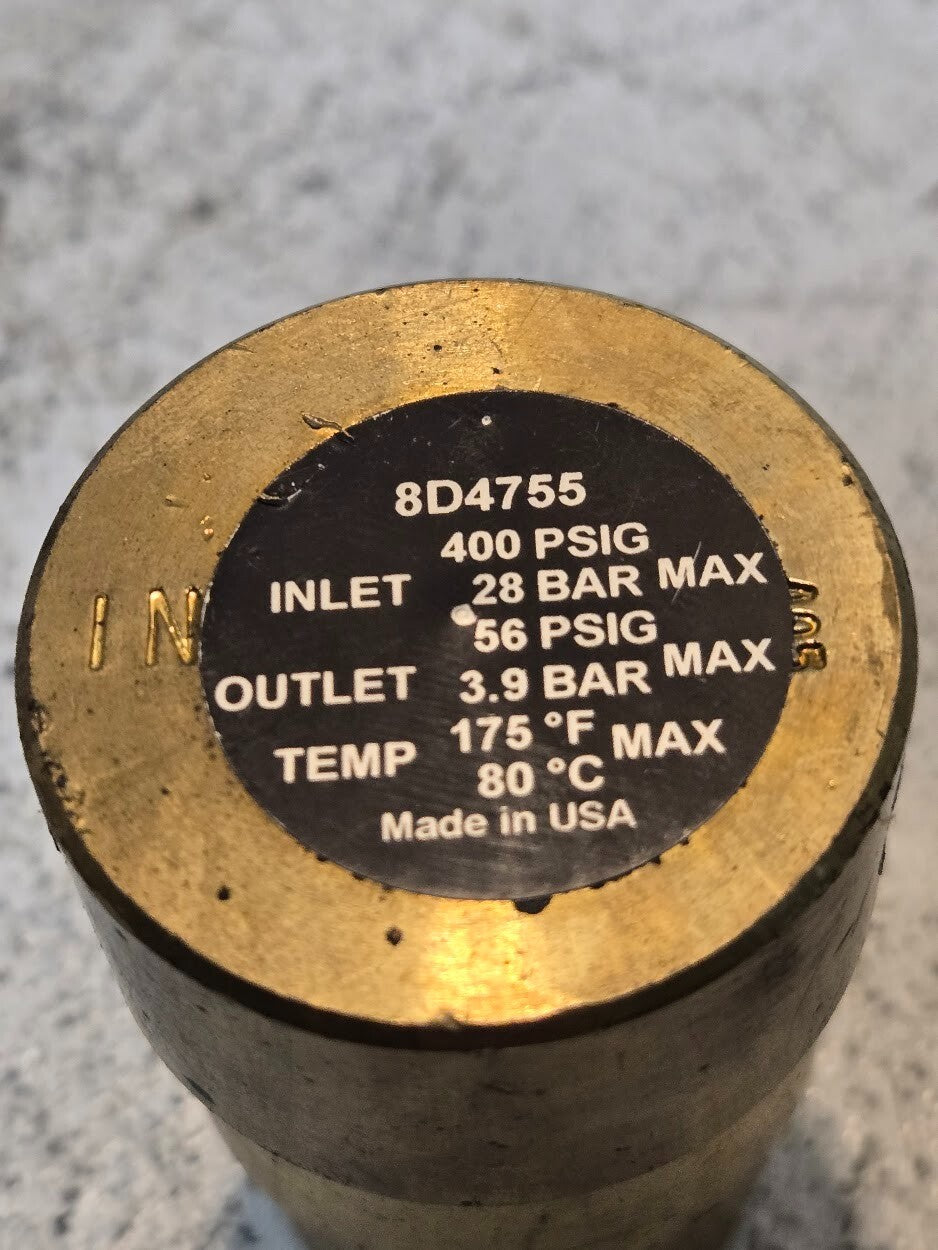 8D4755
400 PSIG
INLET 28 BAR MAX
56 PSIG
OUTLET 3.9 BAR MAX
175 °F
TEMP MAX
80 °C
Made in USA
IN